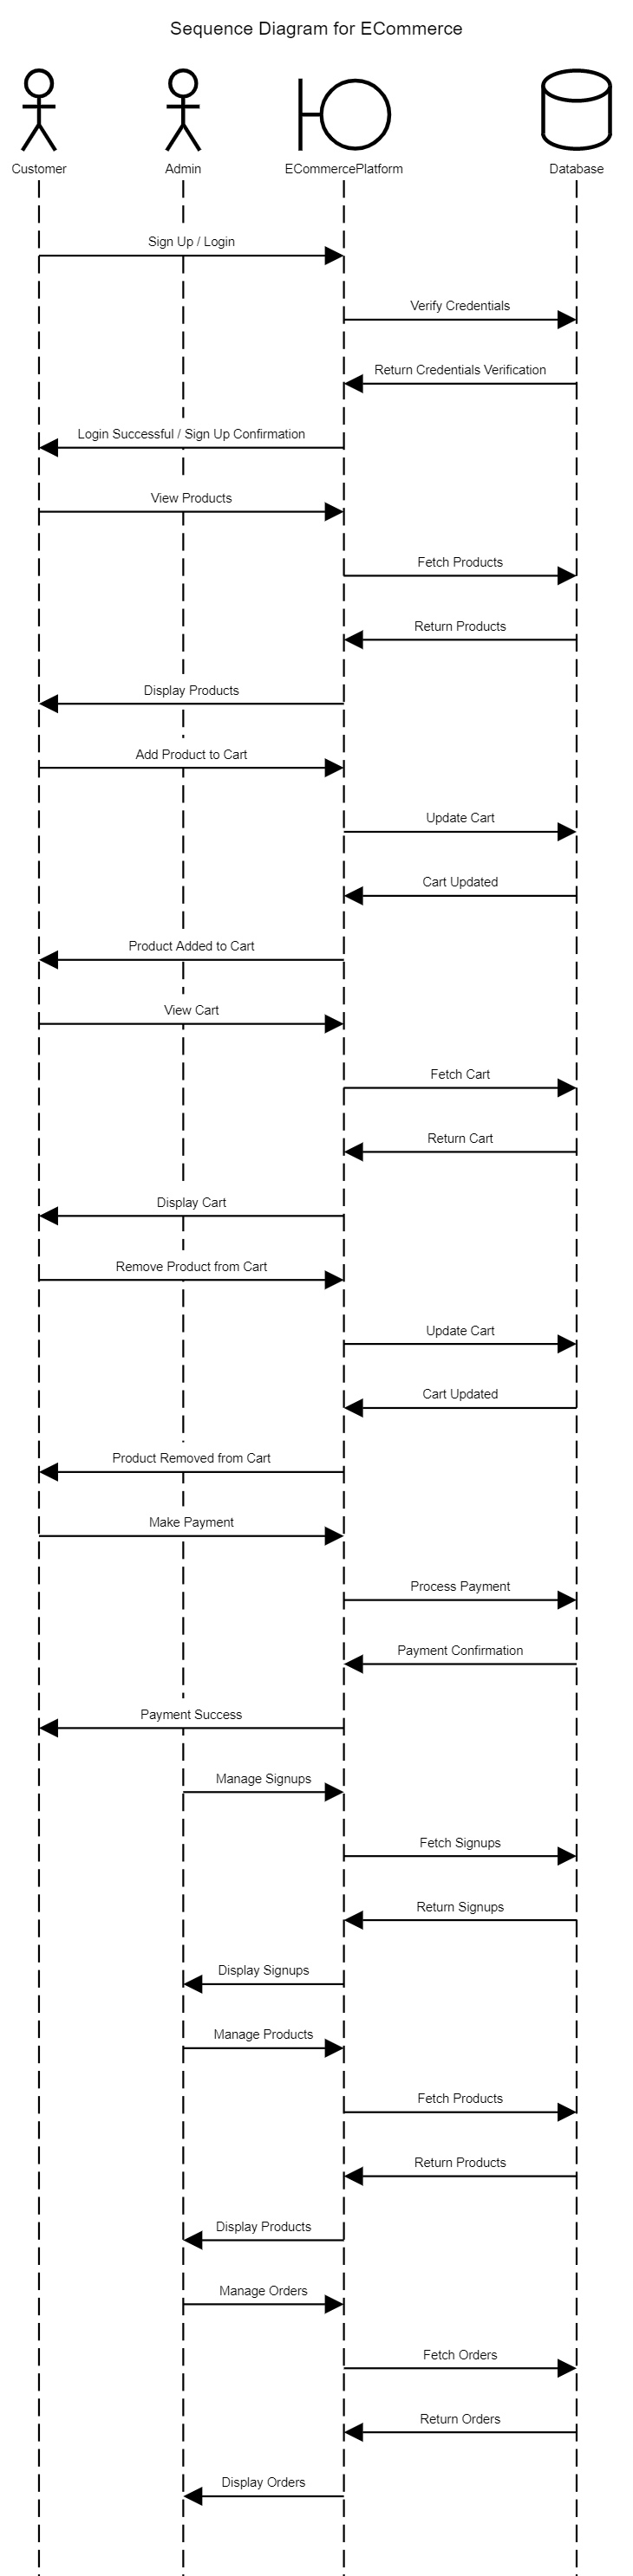 Sequence Diagram for ECommerce
Customer
Admin
ECommercePlatform
Database
Sign Up / Login
Verify Credentials
Return Credentials Verification
Login Successful / Sign Up Confirmation
View Products
Fetch Products
Return Products
Display Products
Add Product to Cart
Update Cart
Cart Updated
Product Added to Cart
View Cart
Fetch Cart
Return Cart
Display Cart
Remove Product from Cart
Update Cart
Cart Updated
Product Removed from Cart
Make Payment
Process Payment
Payment Confirmation
Payment Success
Manage Signups
Fetch Signups
Return Signups
Display Signups
Manage Products
Fetch Products
Return Products
Display Products
Manage Orders
Fetch Orders
Return Orders
Display Orders